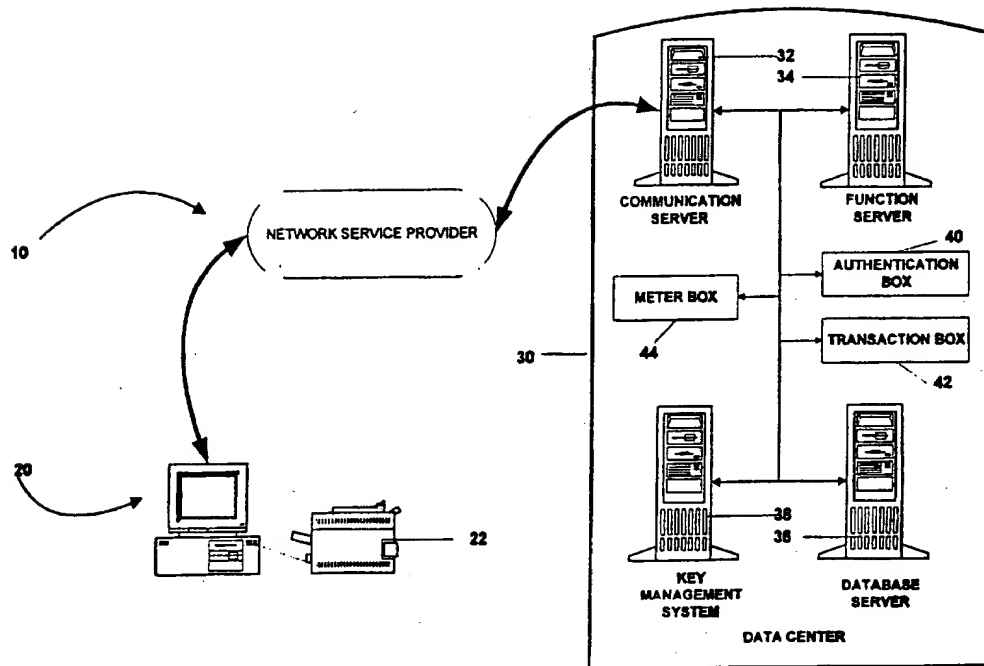 32
34
COMMUNICATION
SERVER
FUNCTION
SERVER
10
NETWORK SERVICE PROVIDER
40
AUTHENTICATION
BOX
METER BOX
44
30
TRANSACTION BOX
42
20
22
38
36
KEY
MANAGEMENT
SYSTEM
DATABASE
SERVER
DATA CENTER